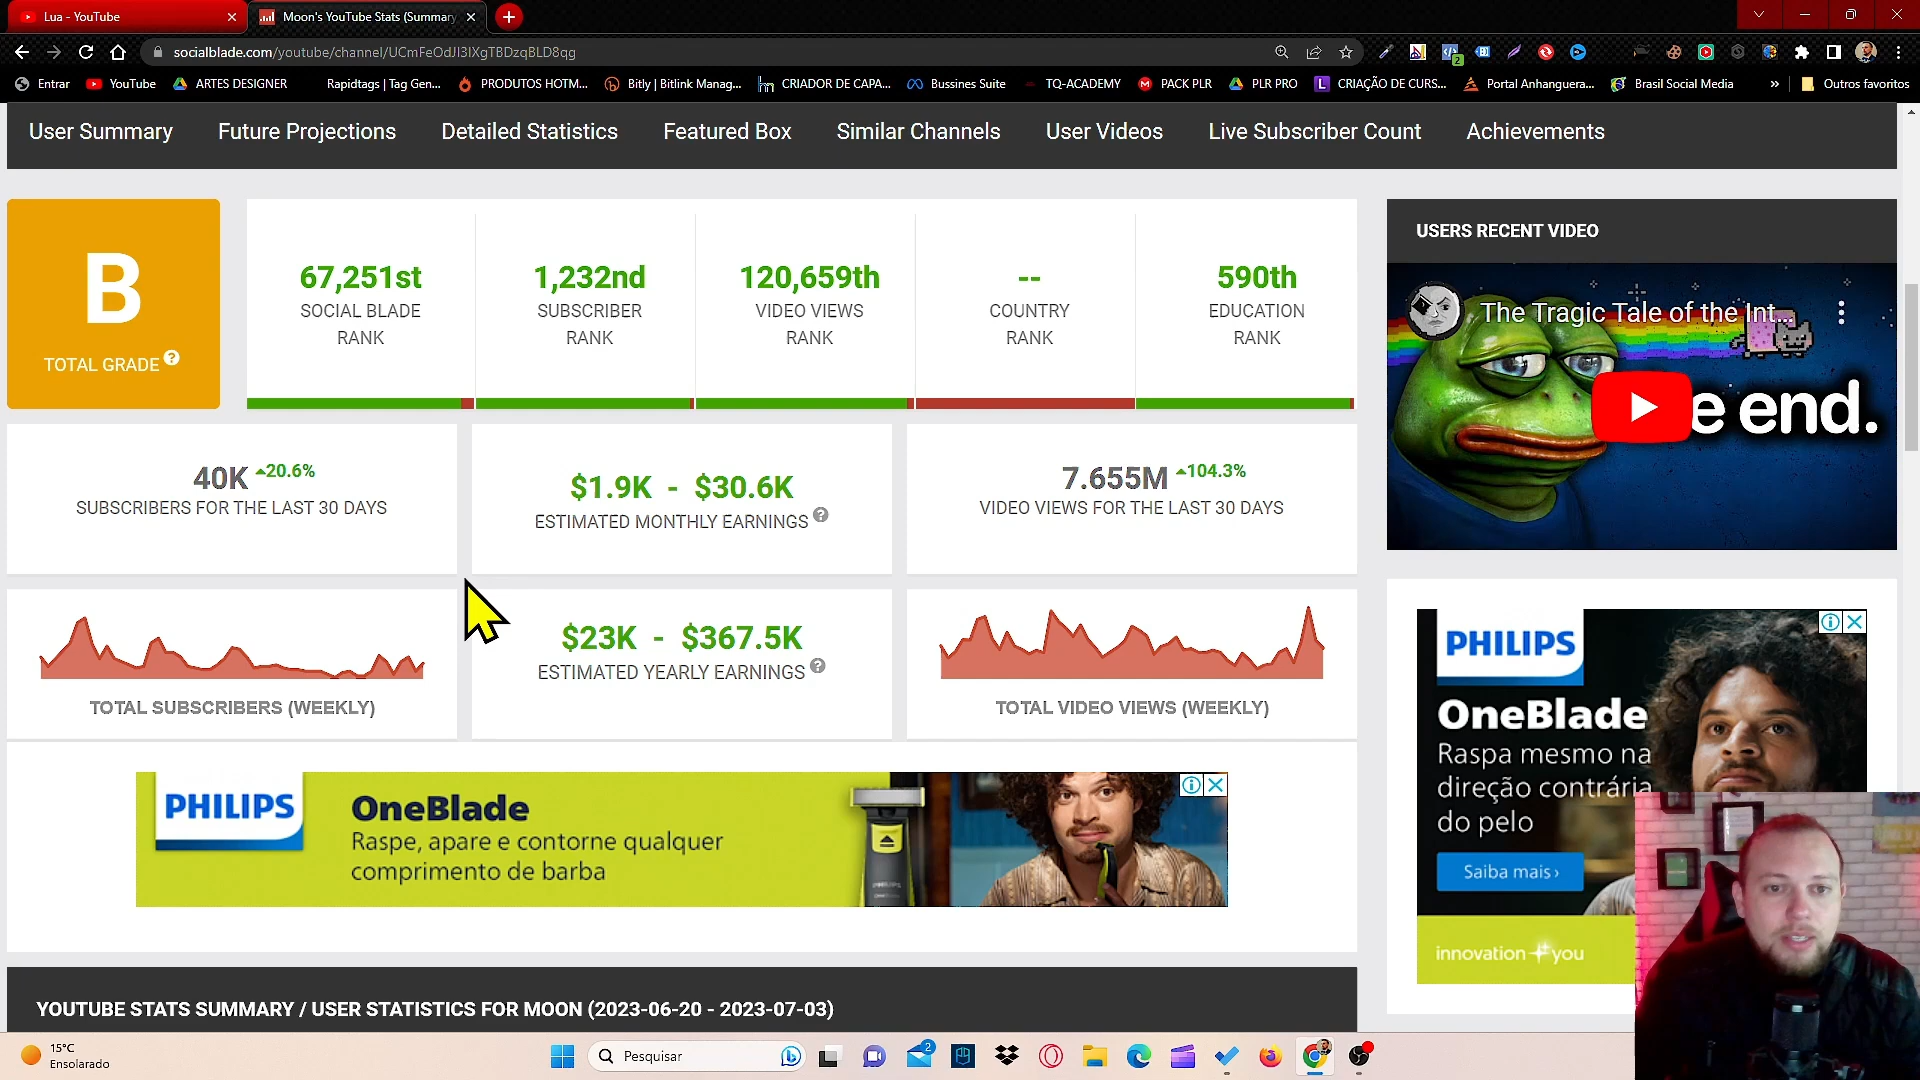 Lua - YouTube
Moon's YouTube Stats (Summary
socialblade.com/youtube/channel/UCmFeOdJI3IXgTBDzqBLD8qg
Entrar
YouTube
ARTES DESIGNER
Rapidtags | Tag Gen...
PRODUTOS HOTM...
Bitly | Bitlink Manag...
CRIADOR DE CAPA...
Bussines Suite
TQ-ACADEMY
PACK PLR
PLR PRO
CRIAÇÃO DE CURS...
Portal Anhanguera...
Brasil Social Media
»
Outros favoritos
User Summary
Future Projections
Detailed Statistics
Featured Box
Similar Channels
User Videos
Live Subscriber Count
Achievements
B
TOTAL GRADE
67,251st
SOCIAL BLADE
RANK
1,232nd
SUBSCRIBER
RANK
120,659th
VIDEO VIEWS
RANK
--
COUNTRY
RANK
590th
EDUCATION
RANK
USERS RECENT VIDEO
The Tragic Tale of the Int...
e end.
40K 20.6%
SUBSCRIBERS FOR THE LAST 30 DAYS
$1.9K - $30.6K
ESTIMATED MONTHLY EARNINGS
7.655M 104.3%
VIDEO VIEWS FOR THE LAST 30 DAYS
TOTAL SUBSCRIBERS (WEEKLY)
$23K - $367.5K
ESTIMATED YEARLY EARNINGS
TOTAL VIDEO VIEWS (WEEKLY)
PHILIPS
OneBlade
Raspe, apare e contorne qualquer
comprimento de barba
PHILIPS
OneBlade
Raspa mesmo na
direção contrária
do pelo
Saiba mais ›
innovation you
YOUTUBE STATS SUMMARY / USER STATISTICS FOR MOON (2023-06-20 - 2023-07-03)
15°C
Ensolarado
Pesquisar
2